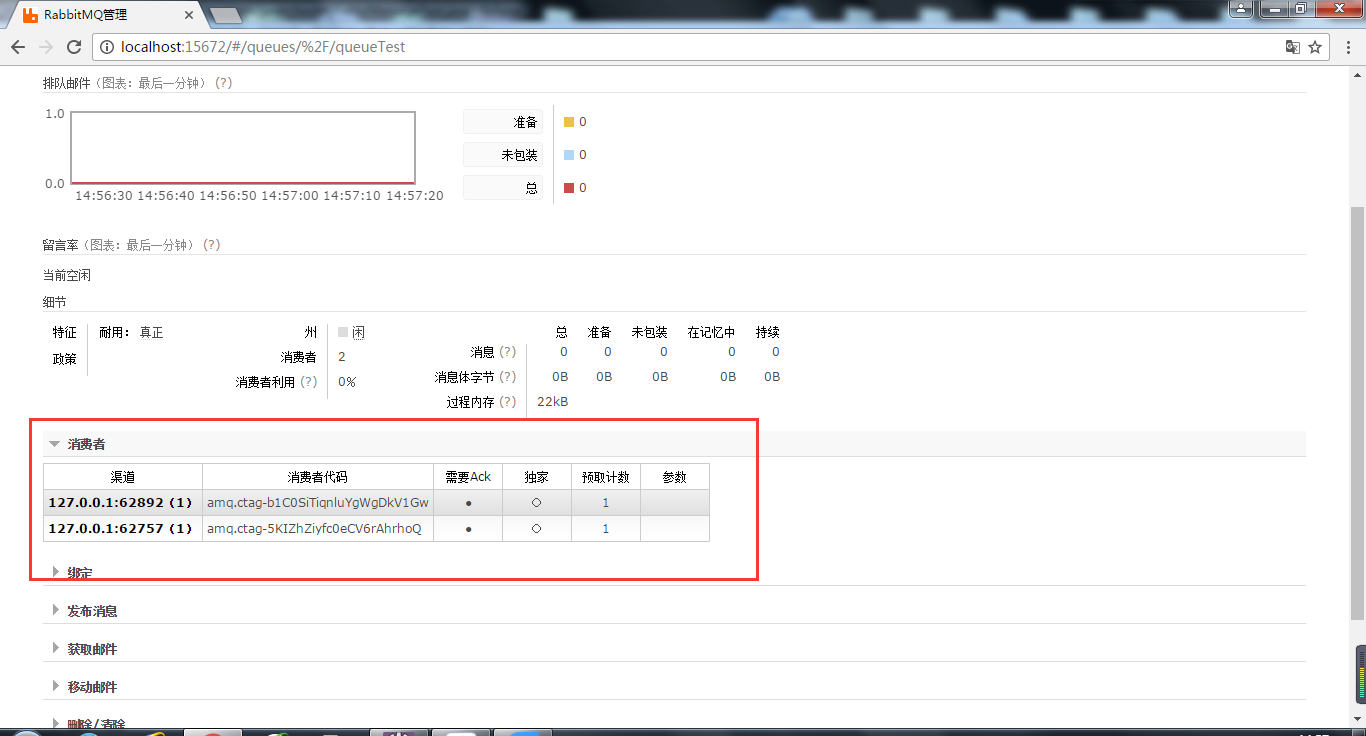 RabbitMQ管理
localhost:15672/#/queues/%2F/queueTest
排队邮件（图表：最后一分钟） (?)
1.0
0.0
14:56:30 14:56:40 14:56:50 14:57:00 14:57:10 14:57:20
准备 0
未包装 0
总 0
留言率（图表：最后一分钟） (?)
当前空闲
细节
特征 耐用： 真正
政策
州 闲
消费者 2
消费者利用 (?) 0%
总 准备 未包装 在记忆中 持续
消息 (?) 0 0 0 0 0
消息体字节 (?) 0B 0B 0B 0B 0B
过程内存 (?) 22kB
消费者
渠道 消费者代码 需要Ack 独家 预取计数 参数
127.0.0.1:62892 (1) amq.ctag-b1C0SiTiqnluYgWgDkV1Gw ● ○ 1
127.0.0.1:62757 (1) amq.ctag-5KIZhZiyfc0eCV6rAhrhoQ ● ○ 1
绑定
发布消息
获取邮件
移动邮件
删除/清除